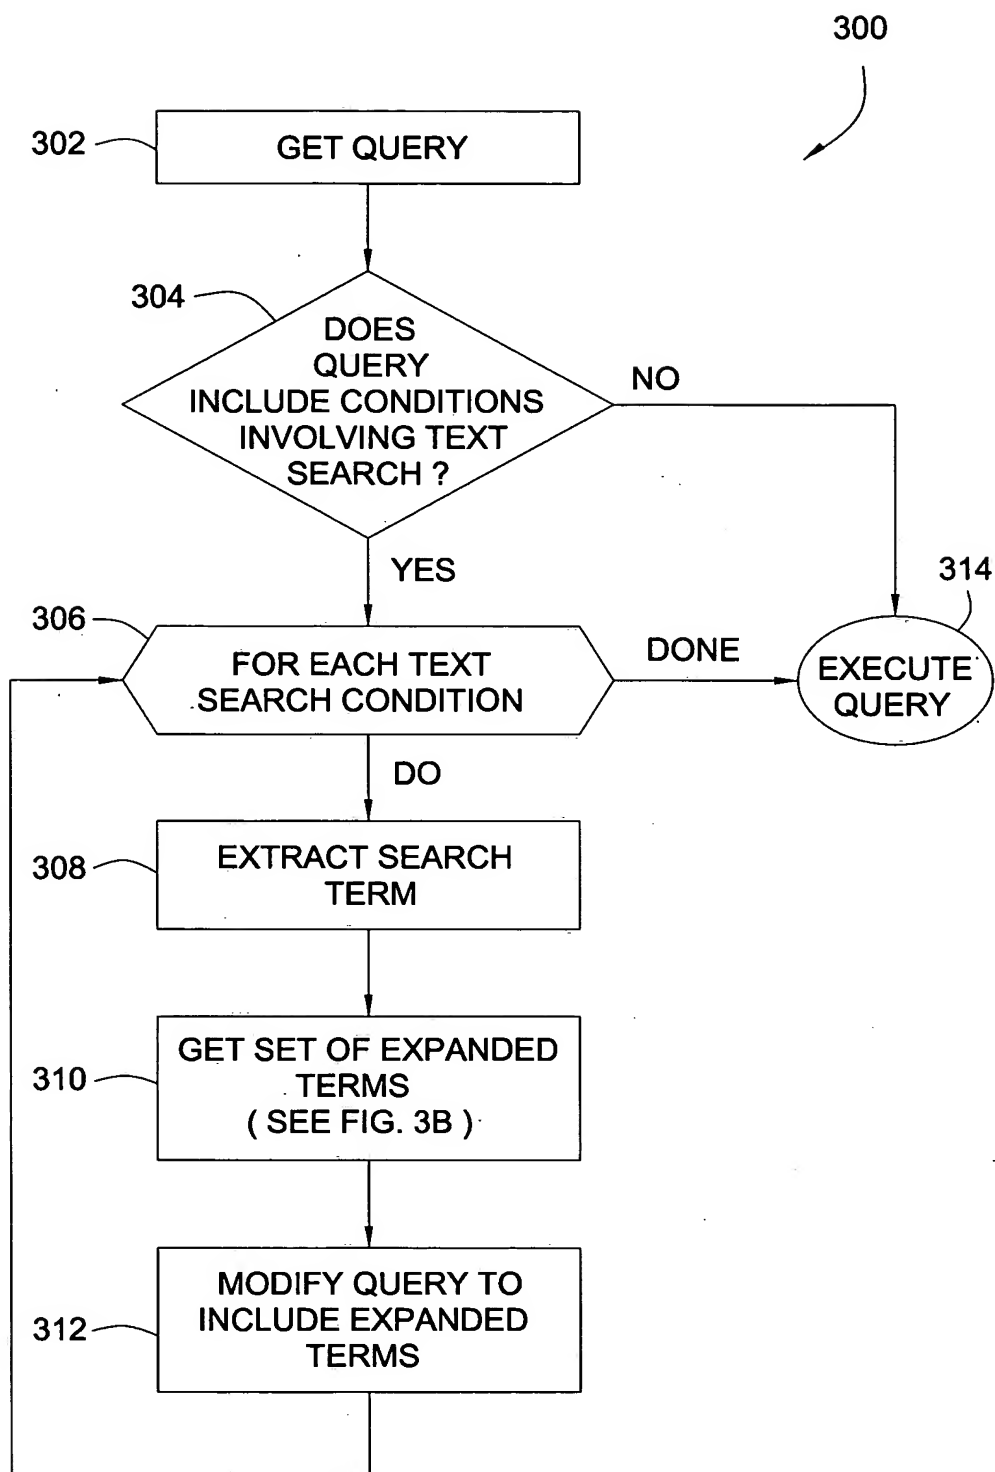 300
302
GET QUERY
304
DOES
QUERY
INCLUDE CONDITIONS
INVOLVING TEXT
SEARCH ?
NO
YES
314
306
FOR EACH TEXT
SEARCH CONDITION
DONE
EXECUTE
QUERY
DO
308
EXTRACT SEARCH
TERM
310
GET SET OF EXPANDED
TERMS
( SEE FIG. 3B )
312
MODIFY QUERY TO
INCLUDE EXPANDED
TERMS